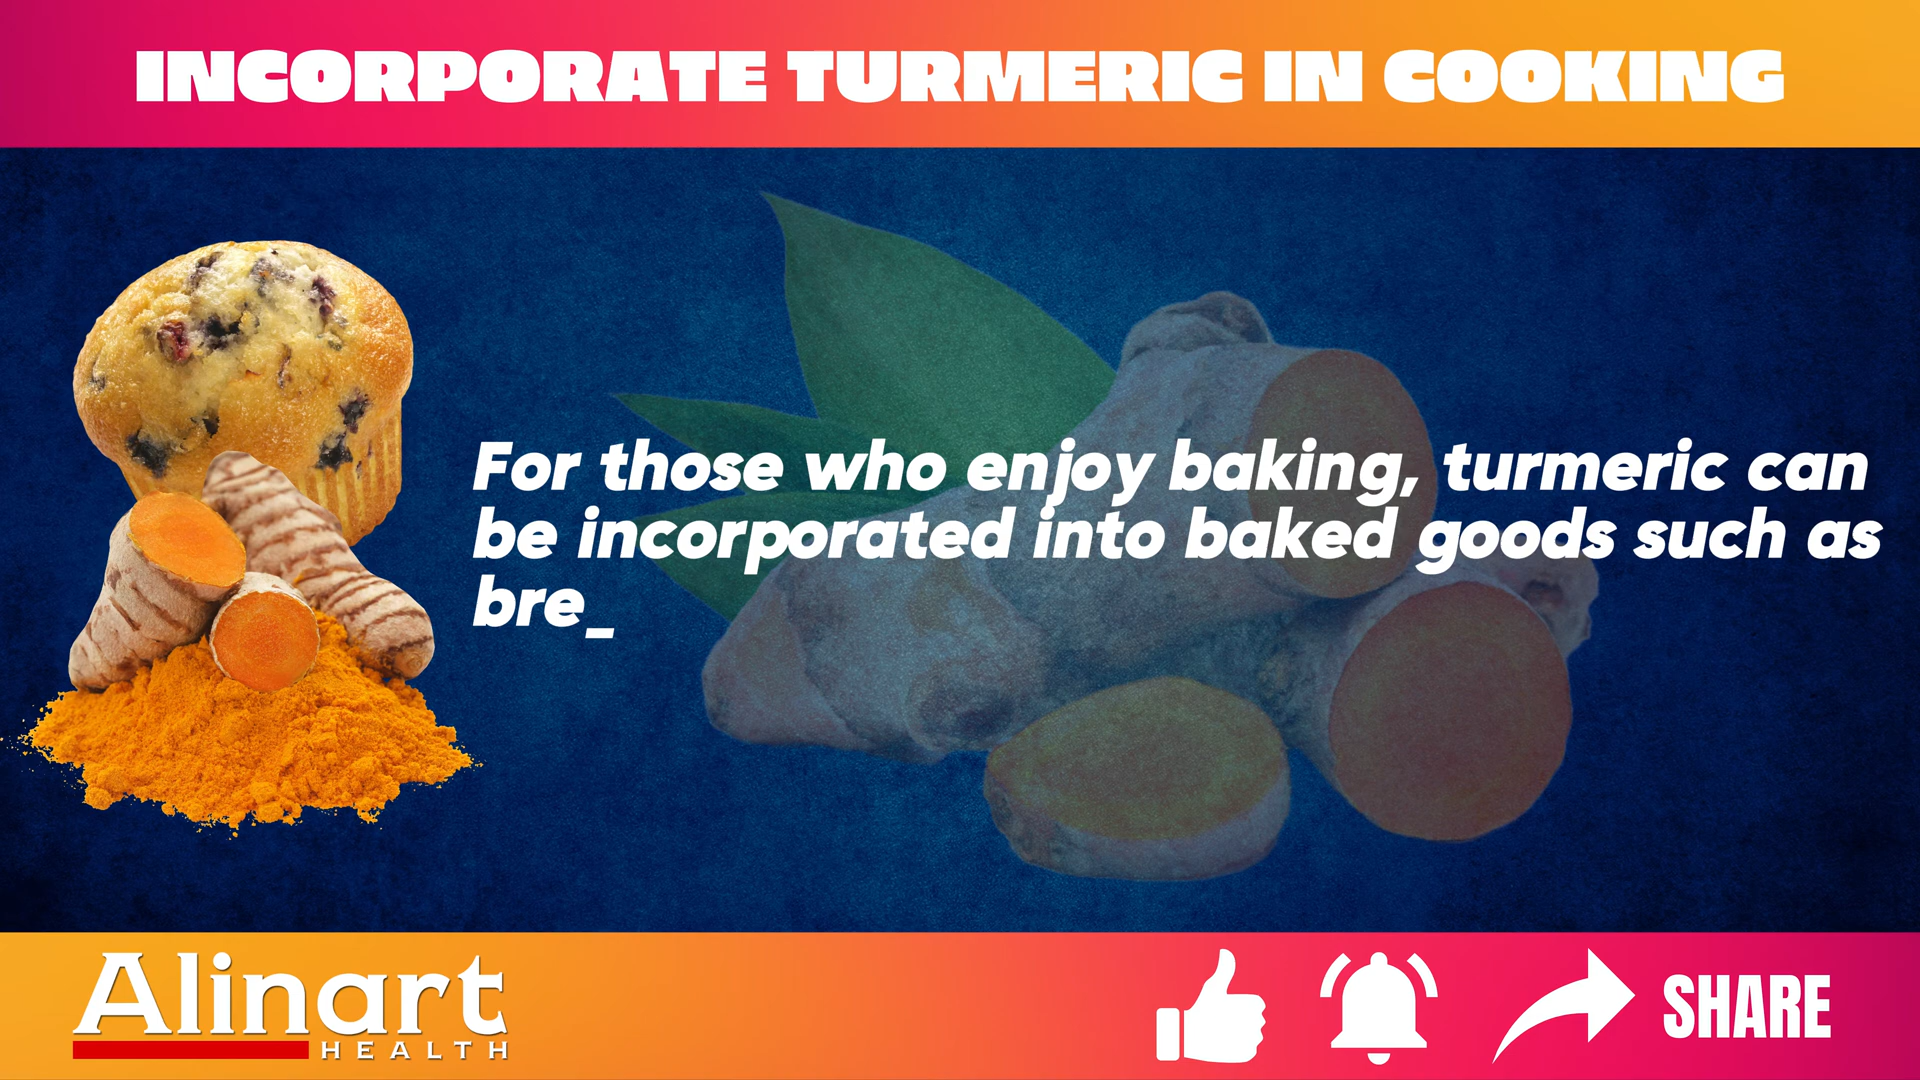 INCORPORATE TURMERIC IN COOKING
For those who enjoy baking, turmeric can
be incorporated into baked goods such as
bre_
Alinart
HEALTH
SHARE